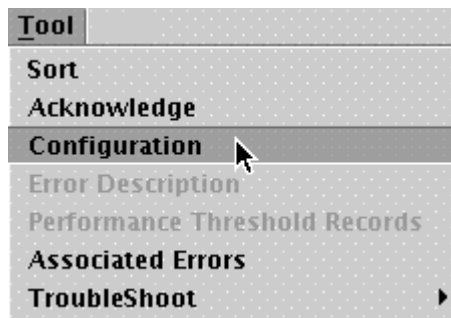 Tool
Sort
Acknowledge
Configuration
Error Description
Performance Threshold Records
Associated Errors
TroubleShoot